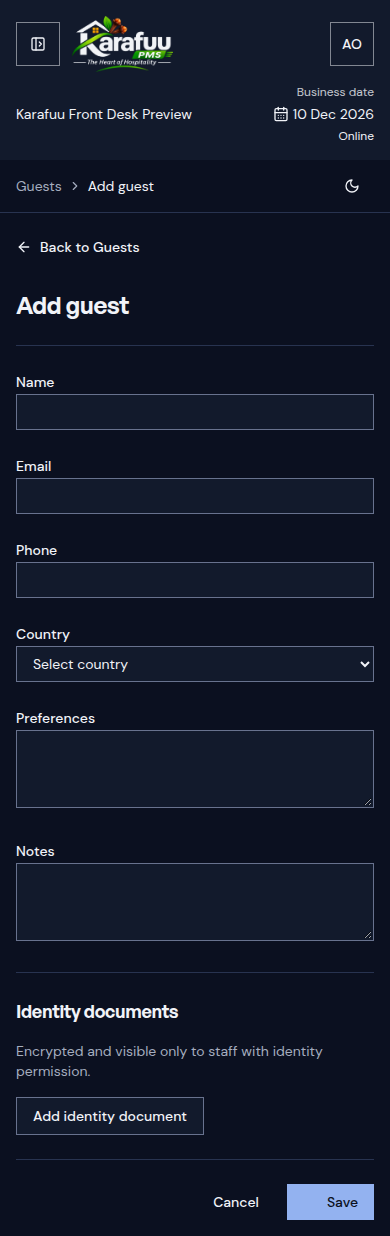 Karafuu
PMS
The Heart of Hospitality
AO
Business date
Karafuu Front Desk Preview
10 Dec 2026
Online
Guests
Add guest
Back to Guests
Add guest
Name
Email
Phone
Country
Select country
Preferences
Notes
Identity documents
Encrypted and visible only to staff with identity
permission.
Add identity document
Cancel
Save